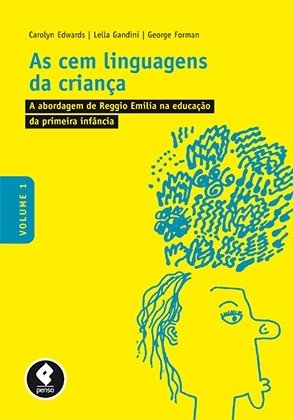 Carolyn Edwards | Lella Gandini | George Forman
As cem linguagens
da criança
A abordagem de Reggio Emilia na educação
da primeira infância
VOLUME 1
penso